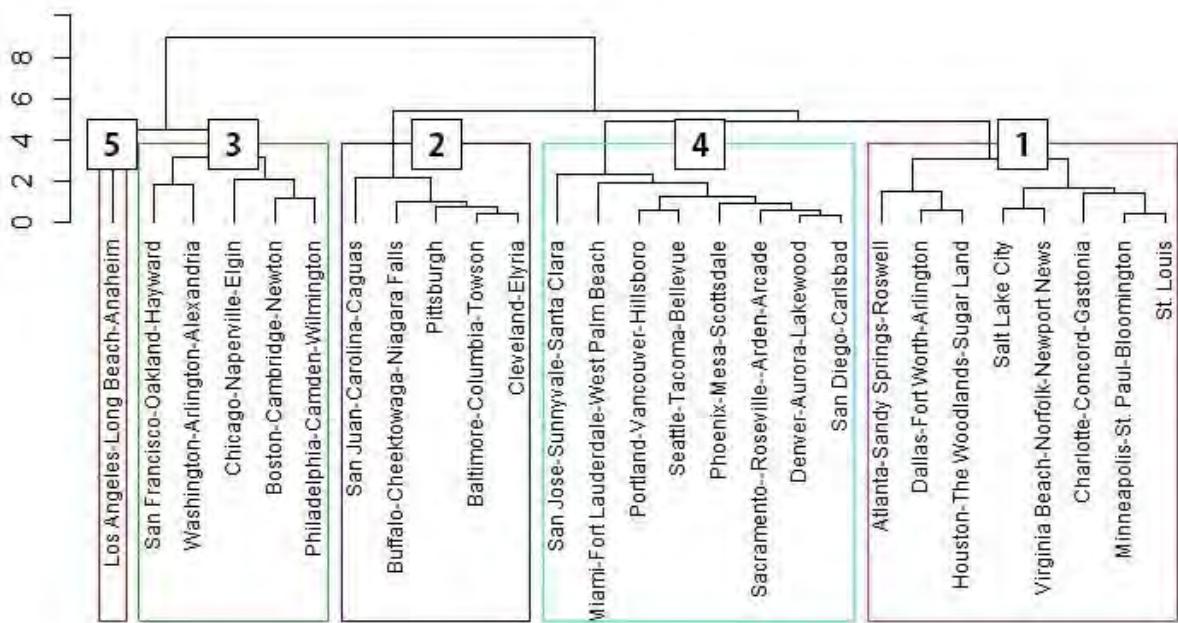 8
6
4
2
0
5
3
2
4
1
Los Angeles-Long Beach-Anaheim
San Francisco-Oakland-Hayward
Washington-Arlington-Alexandria
Chicago-Naperville-Elgin
Boston-Cambridge-Newton
Philadelphia-Camden-Wilmington
San Juan-Carolina-Caguas
Buffalo-Cheektowaga-Niagara Falls
Pittsburgh
Baltimore-Columbia-Towson
Cleveland-Elyria
San Jose-Sunnyvale-Santa Clara
Miami-Fort Lauderdale-West Palm Beach
Portland-Vancouver-Hillsboro
Seattle-Tacoma-Bellevue
Phoenix-Mesa-Scottsdale
Sacramento--Roseville--Arden-Arcade
Denver-Aurora-Lakewood
San Diego-Carlsbad
Atlanta-Sandy Springs-Roswell
Dallas-Fort Worth-Arlington
Houston-The Woodlands-Sugar Land
Salt Lake City
Virginia Beach-Norfolk-Newport News
Charlotte-Concord-Gastonia
Minneapolis-St. Paul-Bloomington
St. Louis